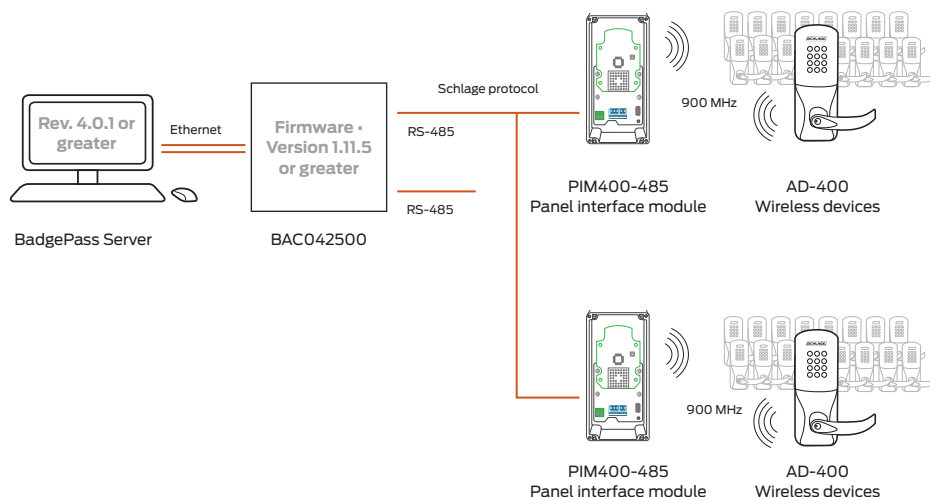 Rev. 4.0.1 or
greater
BadgePass Server
Ethernet
Firmware •
Version 1.11.5
or greater
BAC042500
Schlage protocol
RS-485
RS-485
900 MHz
SCHLAGE
PIM400-485
Panel interface module
AD-400
Wireless devices
900 MHz
SCHLAGE
PIM400-485
Panel interface module
AD-400
Wireless devices